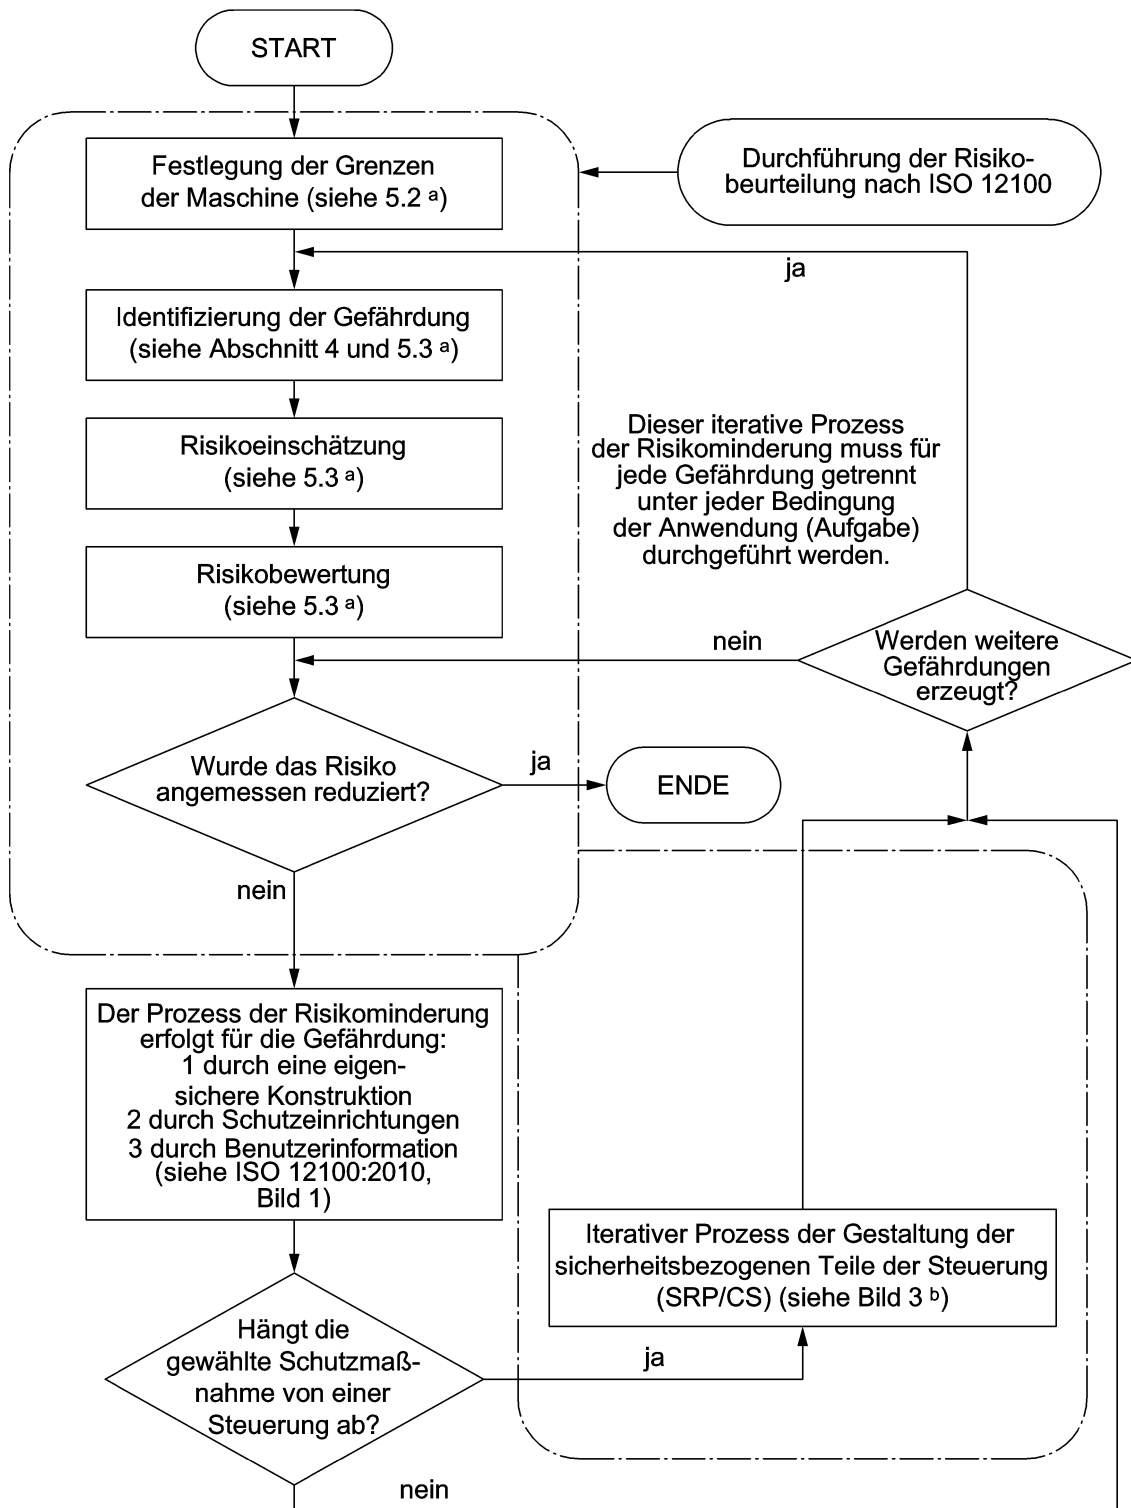 START
Festlegung der Grenzen
der Maschine (siehe 5.2 ª)
Durchführung der Risiko-
beurteilung nach ISO 12100
ja
Identifizierung der Gefährdung
(siehe Abschnitt 4 und 5.3 ª)
Risikoeinschätzung
(siehe 5.3 ª)
Dieser iterative Prozess
der Risikominderung muss für
jede Gefährdung getrennt
unter jeder Bedingung
der Anwendung (Aufgabe)
durchgeführt werden.
Risikobewertung
(siehe 5.3 ª)
nein
Werden weitere
Gefährdungen
erzeugt?
Wurde das Risiko
angemessen reduziert?
ja
ENDE
nein
Der Prozess der Risikominderung
erfolgt für die Gefährdung:
1 durch eine eigen-
sichere Konstruktion
2 durch Schutzeinrichtungen
3 durch Benutzerinformation
(siehe ISO 12100:2010,
Bild 1)
Iterativer Prozess der Gestaltung der
sicherheitsbezogenen Teile der Steuerung
(SRP/CS) (siehe Bild 3 ᵇ)
Hängt die
gewählte Schutzmaß-
nahme von einer
Steuerung ab?
ja
nein